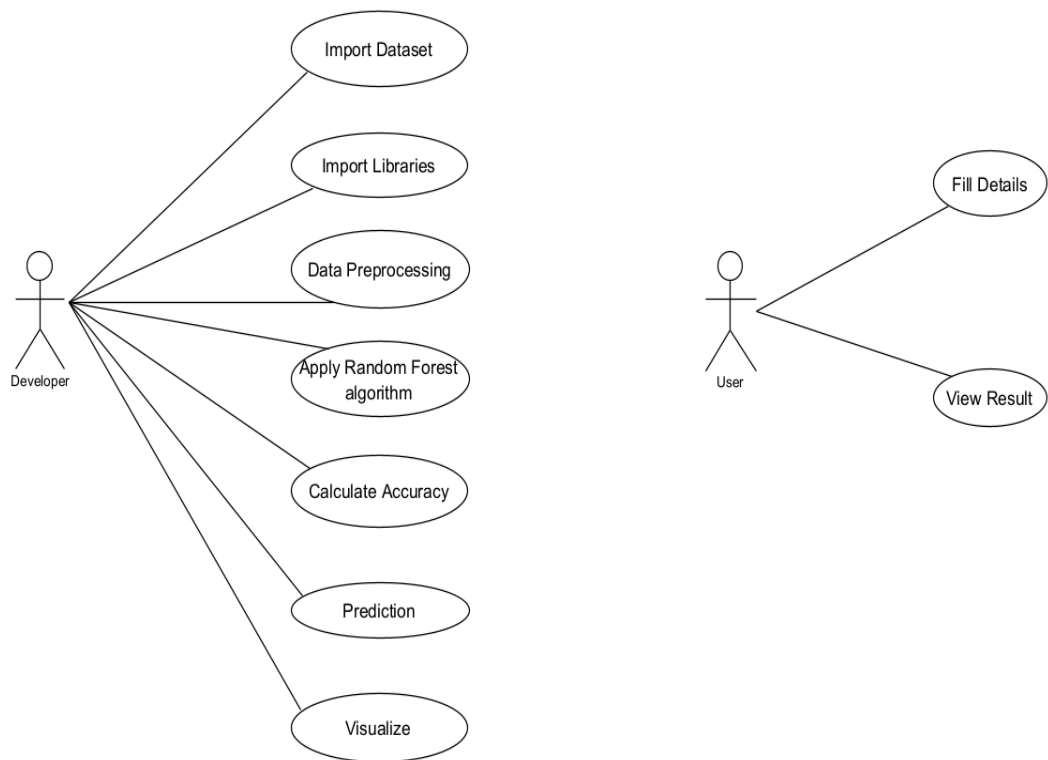 Import Dataset
Import Libraries
Data Preprocessing
Apply Random Forest
algorithm
Calculate Accuracy
Prediction
Visualize
Developer
Fill Details
View Result
User